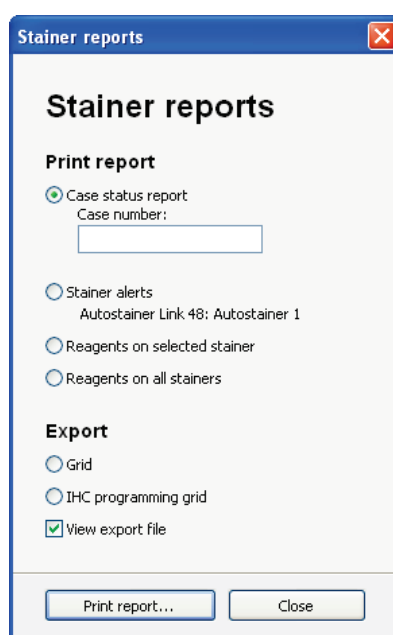 Stainer reports
Stainer reports
Print report
Case status report
Case number:
Stainer alerts
Autostainer Link 48: Autostainer 1
Reagents on selected stainer
Reagents on all stainers
Export
Grid
IHC programming grid
View export file
Print report... Close